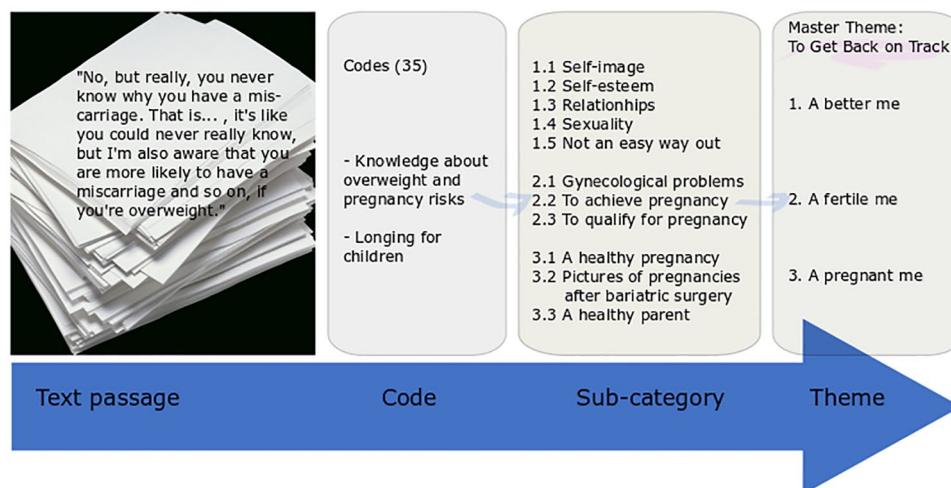 "No, but really, you never
know why you have a mis-
carriage. That is... , it's like
you could never really know,
but I'm also aware that you
are more likely to have a
miscarriage and so on, if
you're overweight."
Codes (35)
- Knowledge about
overweight and
pregnancy risks
- Longing for
children
1.1 Self-image
1.2 Self-esteem
1.3 Relationhips
1.4 Sexuality
1.5 Not an easy way out
2.1 Gynecological problems
2.2 To achieve pregnancy
2.3 To qualify for pregnancy
3.1 A healthy pregnancy
3.2 Pictures of pregnancies
after bariatric surgery
3.3 A healthy parent
Master Theme:
To Get Back on Track
1. A better me
2. A fertile me
3. A pregnant me
Text passage
Code
Sub-category
Theme